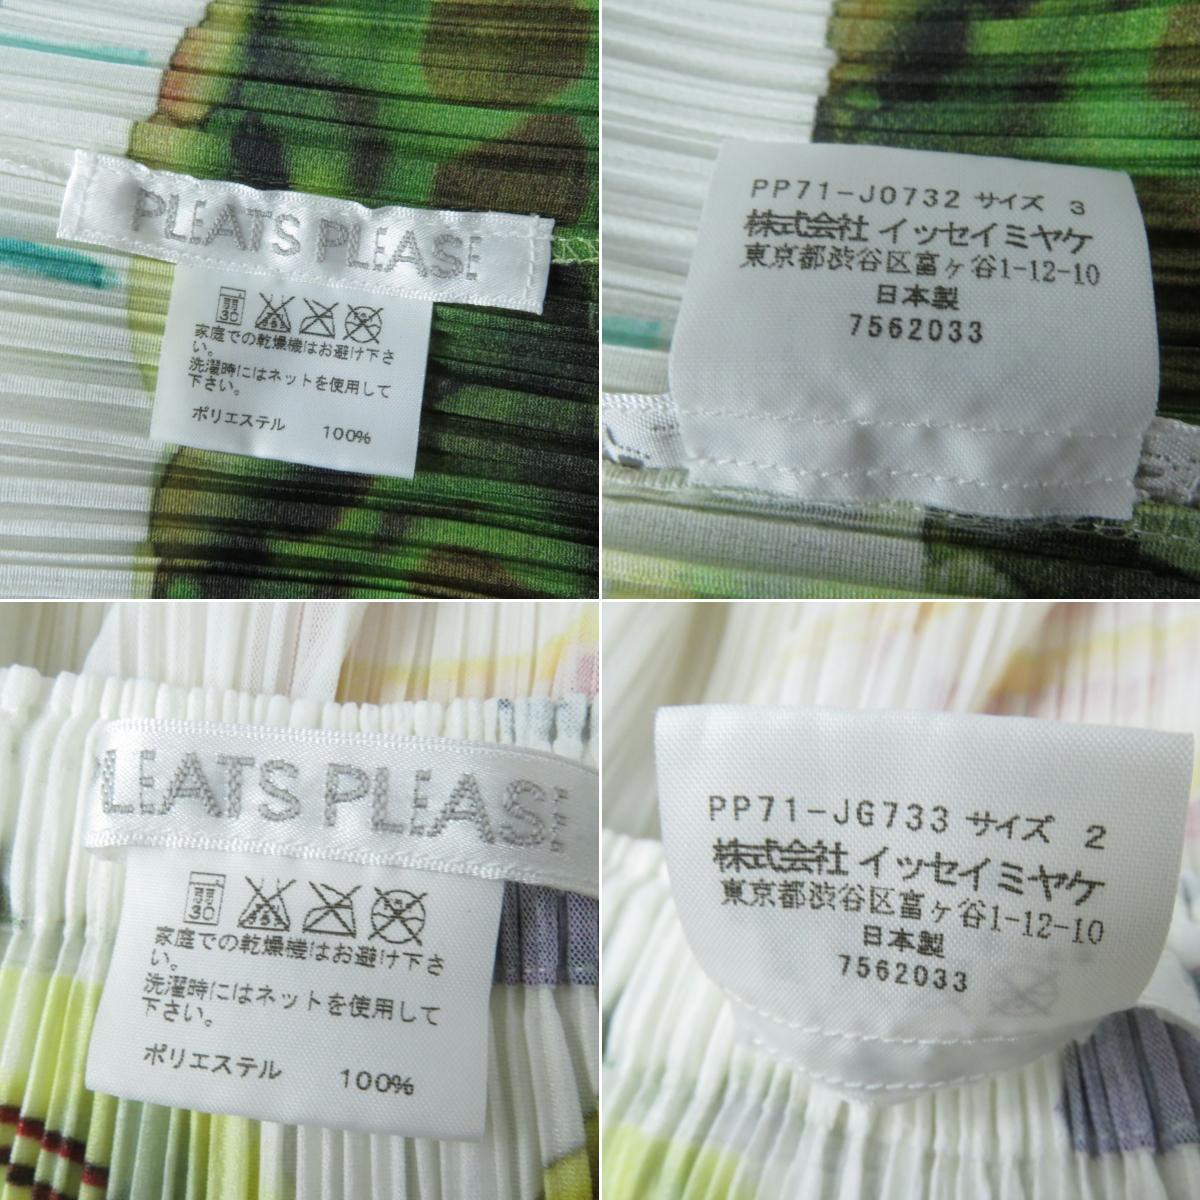 PLEATS PLEASE
30
家庭での乾燥機はお避け下さ
い。
洗濯時にはネットを使用して
下さい。
ポリエステル 100%
PP71-JO732 サイズ 3
株式会社 イッセイミヤケ
東京都渋谷区富ヶ谷1-12-10
日本製
7562033
PLEATS PLEASE
30
家庭での乾燥機はお避け下さ
い。
洗濯時にはネットを使用して
下さい。
ポリエステル 100%
PP71-JG733 サイズ 2
株式会社 イッセイミヤケ
東京都渋谷区富ヶ谷1-12-10
日本製
7562033